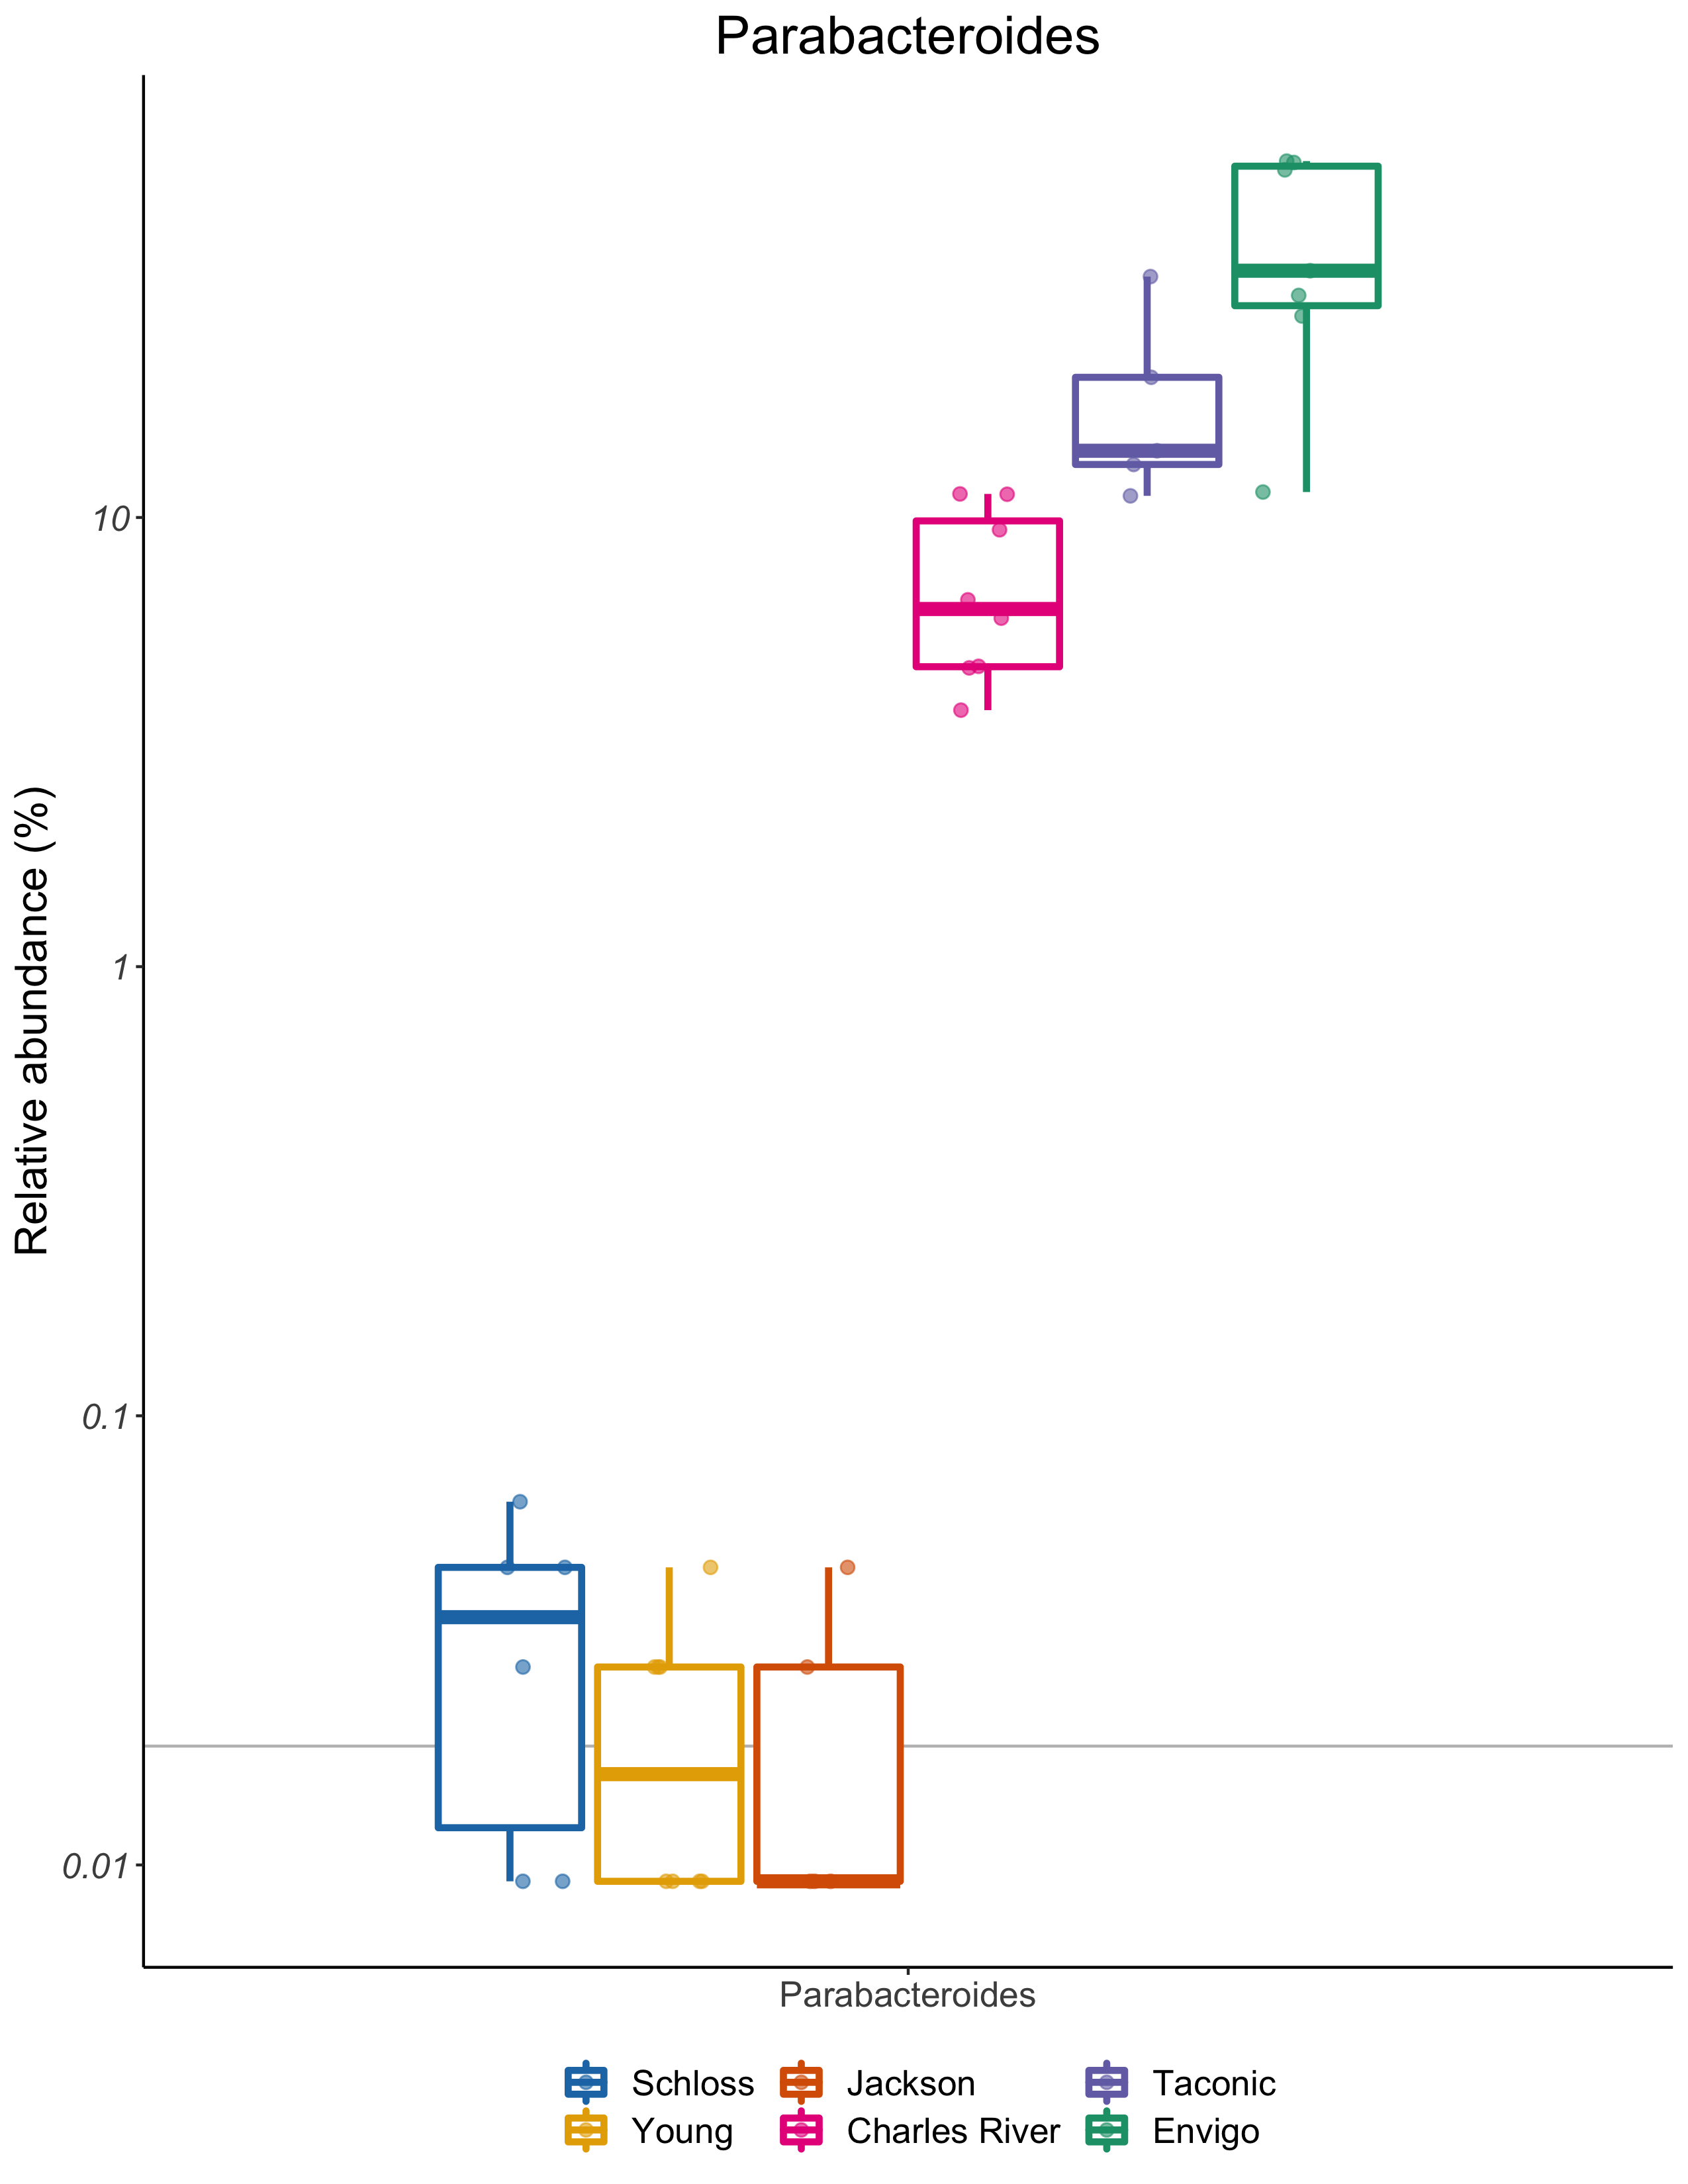 Parabacteroides
Relative abundance (%)
10
1
0.1
0.01
Parabacteroides
Schloss
Jackson
Taconic
Young
Charles River
Envigo